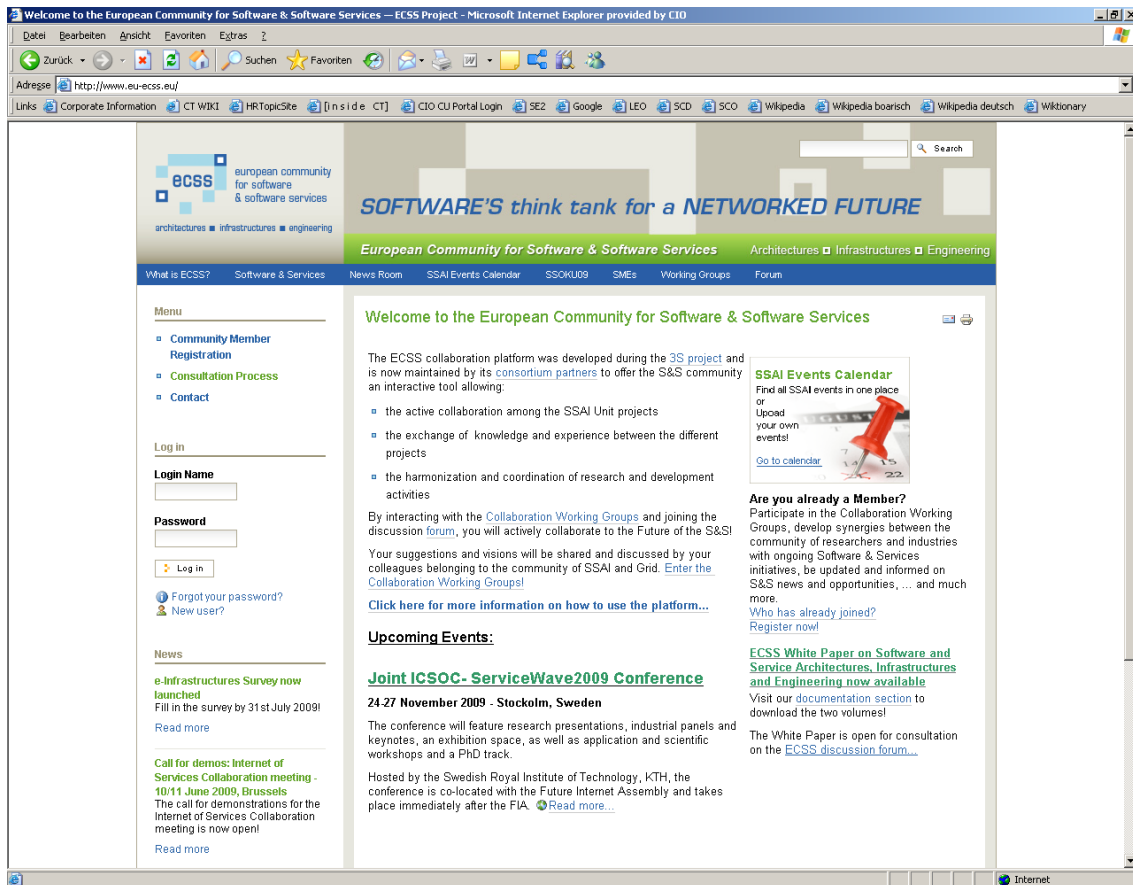 Welcome to the European Community for Software & Software Services — ECSS Project - Microsoft Internet Explorer provided by CIO
Datei Bearbeiten Ansicht Favoriten Extras ?
Zurück Suchen Favoriten
Adresse http://www.eu-ecss.eu/
Links Corporate Information CT WIKI HRTopicSite [i n s i d e CT] CIO CU Portal Login SE2 Google LEO SCD SCO Wikipedia Wikipedia boarisch Wikipedia deutsch Wiktionary
ecss
european community
for software
& software services
architectures infrastructures engineering
Search
SOFTWARE'S think tank for a NETWORKED FUTURE
European Community for Software & Software Services
Architectures Infrastructures Engineering
What is ECSS? Software & Services News Room SSAI Events Calendar SSOKU09 SMEs Working Groups Forum
Menu
Community Member
Registration
Consultation Process
Contact
Log in
Login Name
Password
Log in
Forgot your password?
New user?
News
e-Infrastructures Survey now
launched
Fill in the survey by 31st July 2009!
Read more
Call for demos: Internet of
Services Collaboration meeting -
10/11 June 2009, Brussels
The call for demonstrations for the
Internet of Services Collaboration
meeting is now open!
Read more
Welcome to the European Community for Software & Software Services
The ECSS collaboration platform was developed during the 3S project and
is now maintained by its consortium partners to offer the S&S community
an interactive tool allowing:
the active collaboration among the SSAI Unit projects
the exchange of knowledge and experience between the different
projects
the harmonization and coordination of research and development
activities
By interacting with the Collaboration Working Groups and joining the
discussion forum, you will actively collaborate to the Future of the S&S!
Your suggestions and visions will be shared and discussed by your
colleagues belonging to the community of SSAI and Grid. Enter the
Collaboration Working Groups!
Click here for more information on how to use the platform...
Upcoming Events:
Joint ICSOC- ServiceWave2009 Conference
24-27 November 2009 - Stockolm, Sweden
The conference will feature research presentations, industrial panels and
keynotes, an exhibition space, as well as application and scientific
workshops and a PhD track.
Hosted by the Swedish Royal Institute of Technology, KTH, the
conference is co-located with the Future Internet Assembly and takes
place immediately after the FIA. Read more...
SSAI Events Calendar
Find all SSAI events in one place
or
Upoad
your own
events!
Go to calendar
AUGUST
7
14 15
22
Are you already a Member?
Participate in the Collaboration Working
Groups, develop synergies between the
community of researchers and industries
with ongoing Software & Services
initiatives, be updated and informed on
S&S news and opportunities, ... and much
more.
Who has already joined?
Register now!
ECSS White Paper on Software and
Service Architectures, Infrastructures
and Engineering now available
Visit our documentation section to
download the two volumes!
The White Paper is open for consultation
on the ECSS discussion forum...
Internet